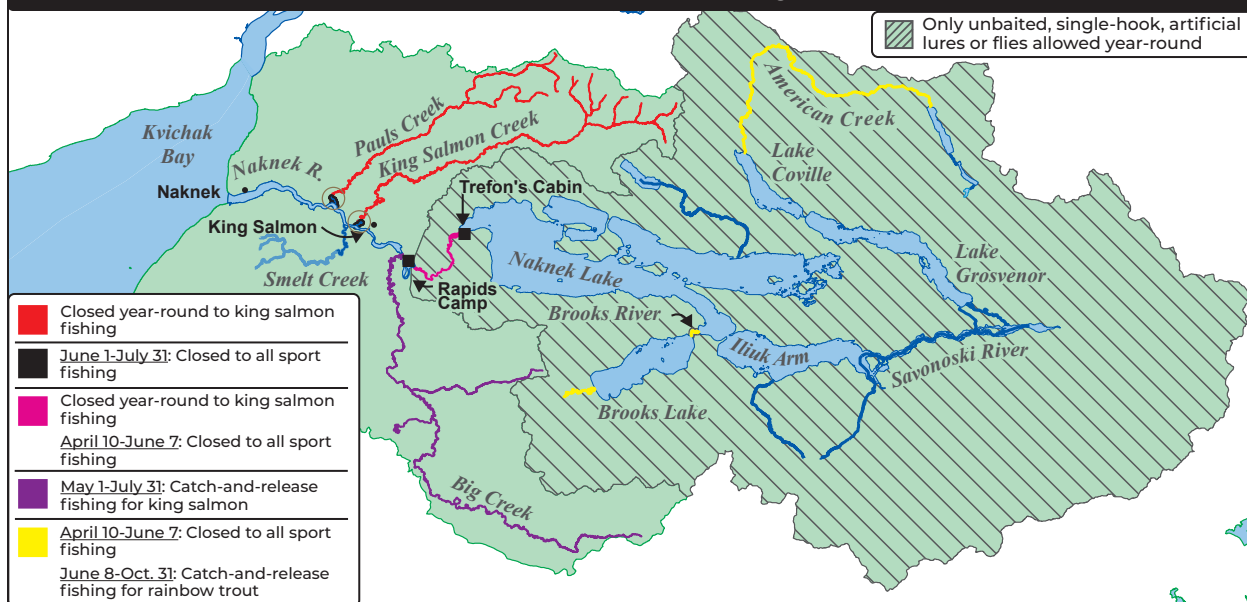 Only unbaited, single-hook, artificial
lures or flies allowed year-round
Kvichak
Bay
Naknek R.
Naknek
Pauls Creek
King Salmon Creek
American Creek
Lake
Coville
Trefon's Cabin
King Salmon
Smelt Creek
Rapids
Camp
Naknek Lake
Lake
Grosvenor
Brooks River
Iliuk Arm
Savonoski River
Brooks Lake
Big Creek
Closed year-round to king salmon
fishing
June 1-July 31: Closed to all sport
fishing
Closed year-round to king salmon
fishing
April 10-June 7: Closed to all sport
fishing
May 1-July 31: Catch-and-release
fishing for king salmon
April 10-June 7: Closed to all sport
fishing
June 8-Oct. 31: Catch-and-release
fishing for rainbow trout